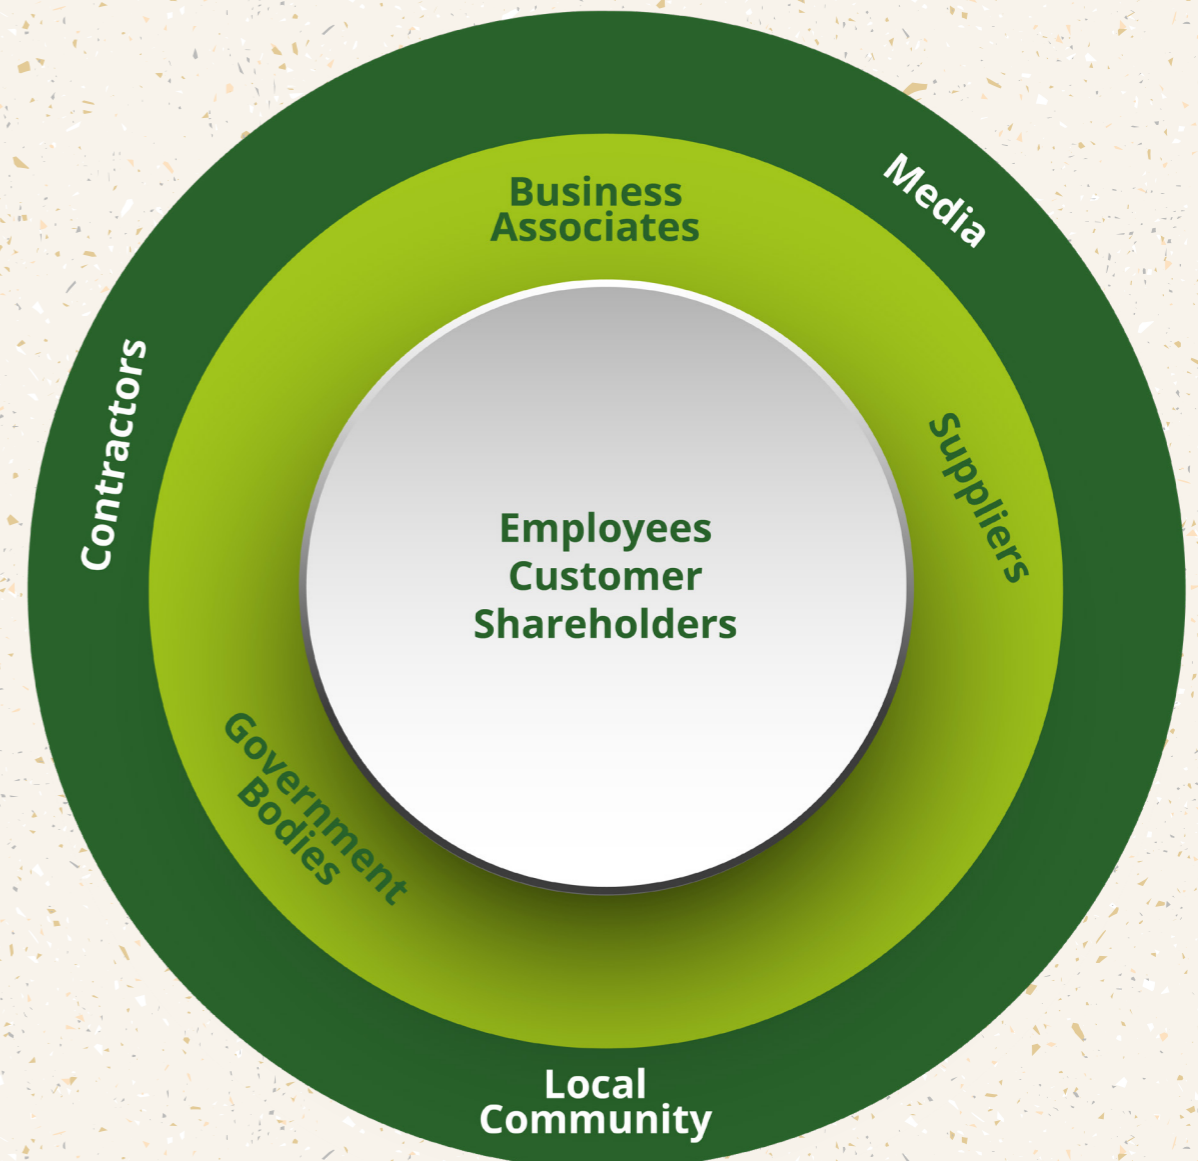 Media
Business
Associates
Contractors
Suppliers
Employees
Customer
Shareholders
Government
Bodies
Local
Community